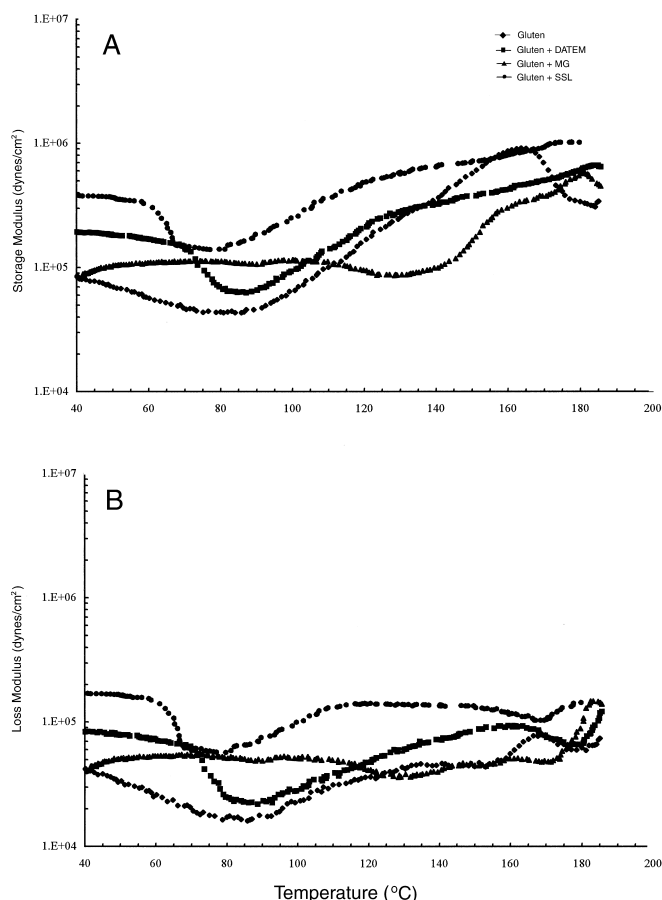 A
Gluten
Gluten + DATEM
Gluten + MG
Gluten + SSL
1.E+07
1.E+06
1.E+05
1.E+04
Storage Modulus (dynes/cm²)
40 60 80 100 120 140 160 180 200
B
1.E+07
1.E+06
1.E+05
1.E+04
Loss Modulus (dynes/cm²)
40 60 80 100 120 140 160 180 200
Temperature (°C)